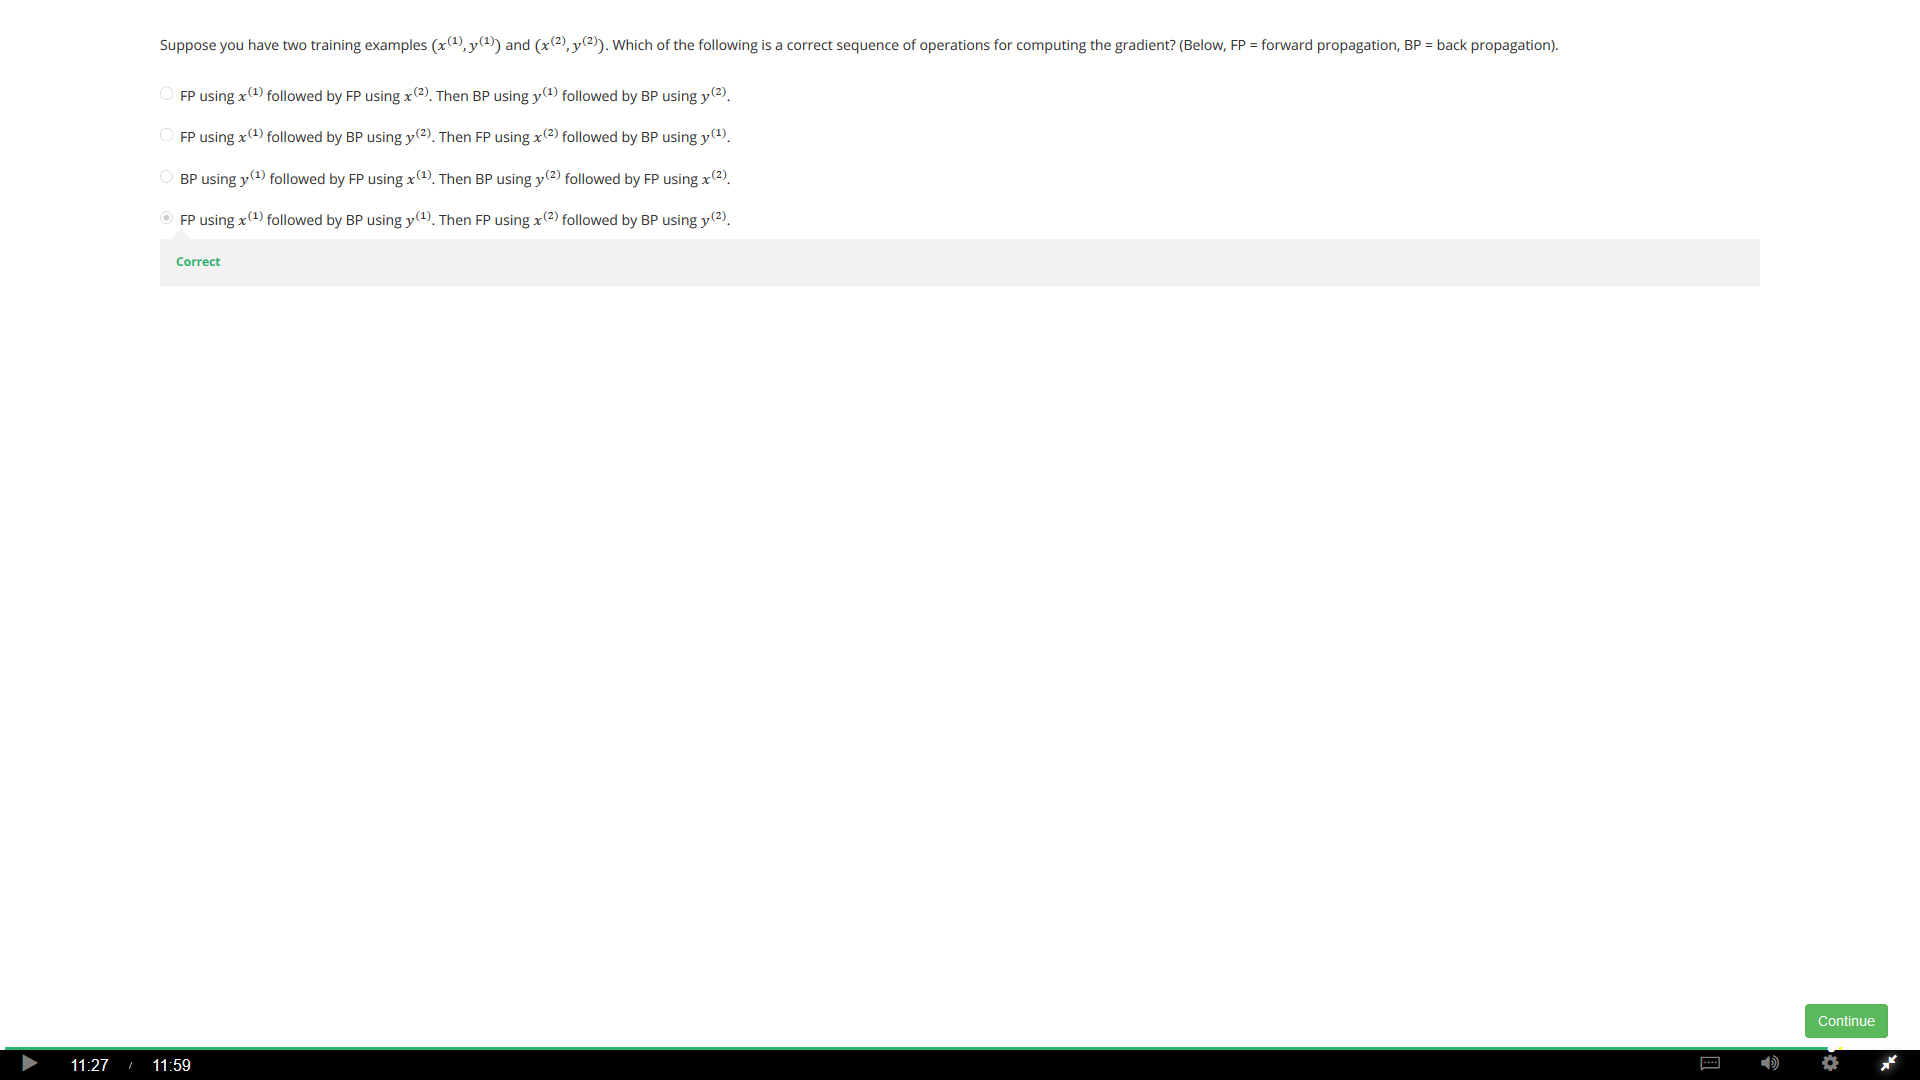 Suppose you have two training examples (x⁽¹⁾, y⁽¹⁾) and (x⁽²⁾, y⁽²⁾). Which of the following is a correct sequence of operations for computing the gradient? (Below, FP = forward propagation, BP = back propagation).
FP using x⁽¹⁾ followed by FP using x⁽²⁾. Then BP using y⁽¹⁾ followed by BP using y⁽²⁾.
FP using x⁽¹⁾ followed by BP using y⁽²⁾. Then FP using x⁽²⁾ followed by BP using y⁽¹⁾.
BP using y⁽¹⁾ followed by FP using x⁽¹⁾. Then BP using y⁽²⁾ followed by FP using x⁽²⁾.
FP using x⁽¹⁾ followed by BP using y⁽¹⁾. Then FP using x⁽²⁾ followed by BP using y⁽²⁾.
Correct
Continue
11:27 / 11:59